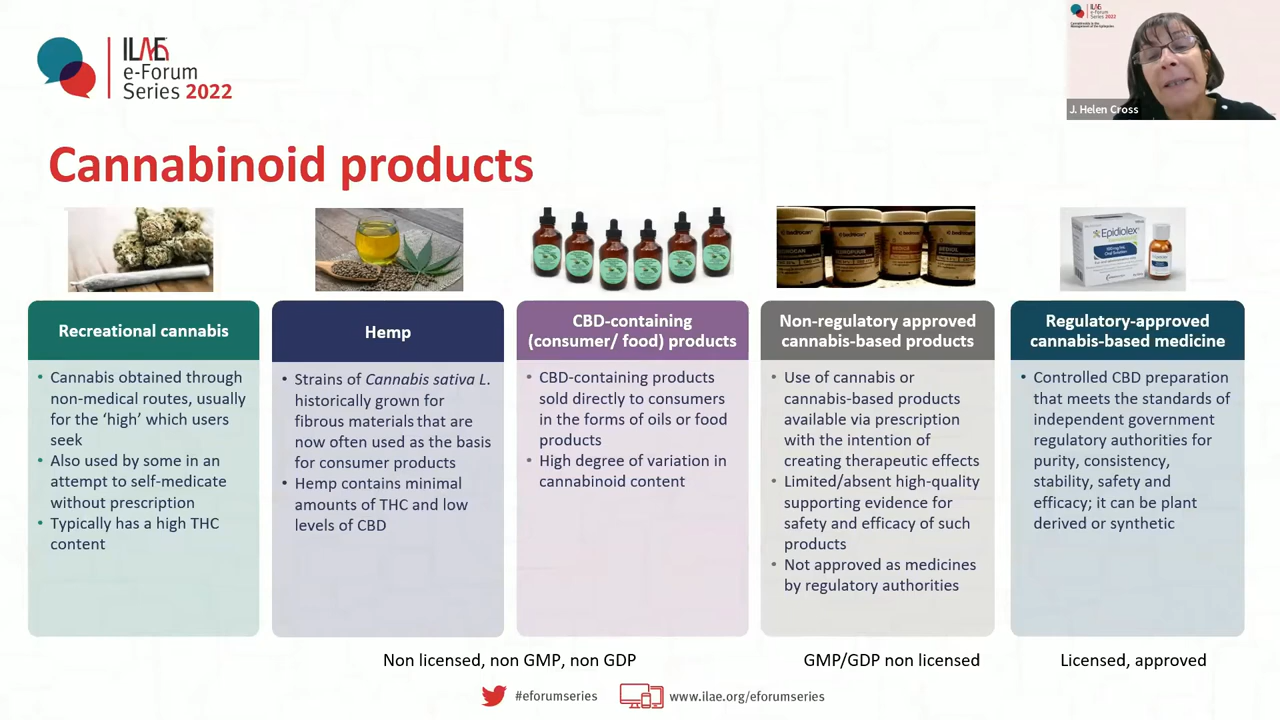 ILAE
e-Forum
Series 2022
ILAE
e-Forum
Series 2022
J. Helen Cross
Cannabinoid products
Epidiolex
Recreational cannabis
• Cannabis obtained through
non-medical routes, usually
for the ‘high’ which users
seek
• Also used by some in an
attempt to self-medicate
without prescription
• Typically has a high THC
content
Hemp
• Strains of Cannabis sativa L.
historically grown for
fibrous materials that are
now often used as the basis
for consumer products
• Hemp contains minimal
amounts of THC and low
levels of CBD
CBD-containing
(consumer/ food) products
• CBD-containing products
sold directly to consumers
in the forms of oils or food
products
• High degree of variation in
cannabinoid content
Non-regulatory approved
cannabis-based products
• Use of cannabis or
cannabis-based products
available via prescription
with the intention of
creating therapeutic effects
• Limited/absent high-quality
supporting evidence for
safety and efficacy of such
products
• Not approved as medicines
by regulatory authorities
Regulatory-approved
cannabis-based medicine
• Controlled CBD preparation
that meets the standards of
independent government
regulatory authorities for
purity, consistency,
stability, safety and
efficacy; it can be plant
derived or synthetic
Non licensed, non GMP, non GDP
GMP/GDP non licensed
Licensed, approved
#eforumseries
www.ilae.org/eforumseries